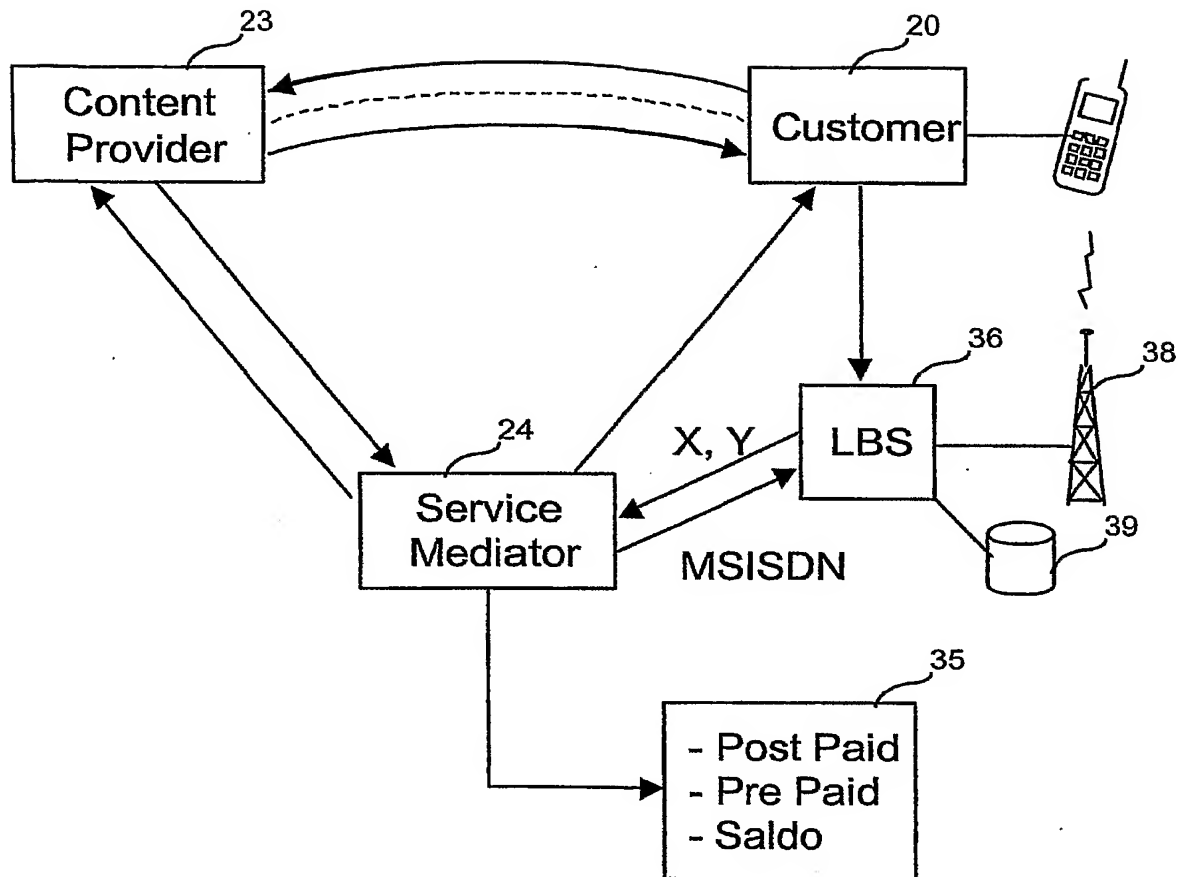 23
20
Content
Provider
Customer
36
38
24
X, Y
LBS
Service
Mediator
39
MSISDN
35
- Post Paid
- Pre Paid
- Saldo